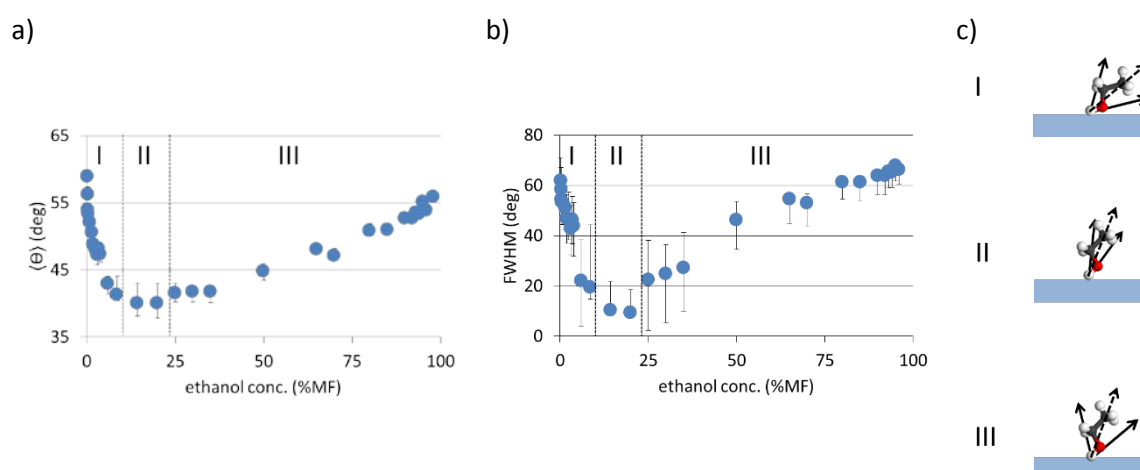 a)
65
55
45
35
⟨Θ⟩ (deg)
I
II
III
0
25
50
75
100
ethanol conc. (%MF)
b)
80
60
40
20
0
FWHM (deg)
I
II
III
0
25
50
75
100
ethanol conc. (%MF)
c)
I
II
III